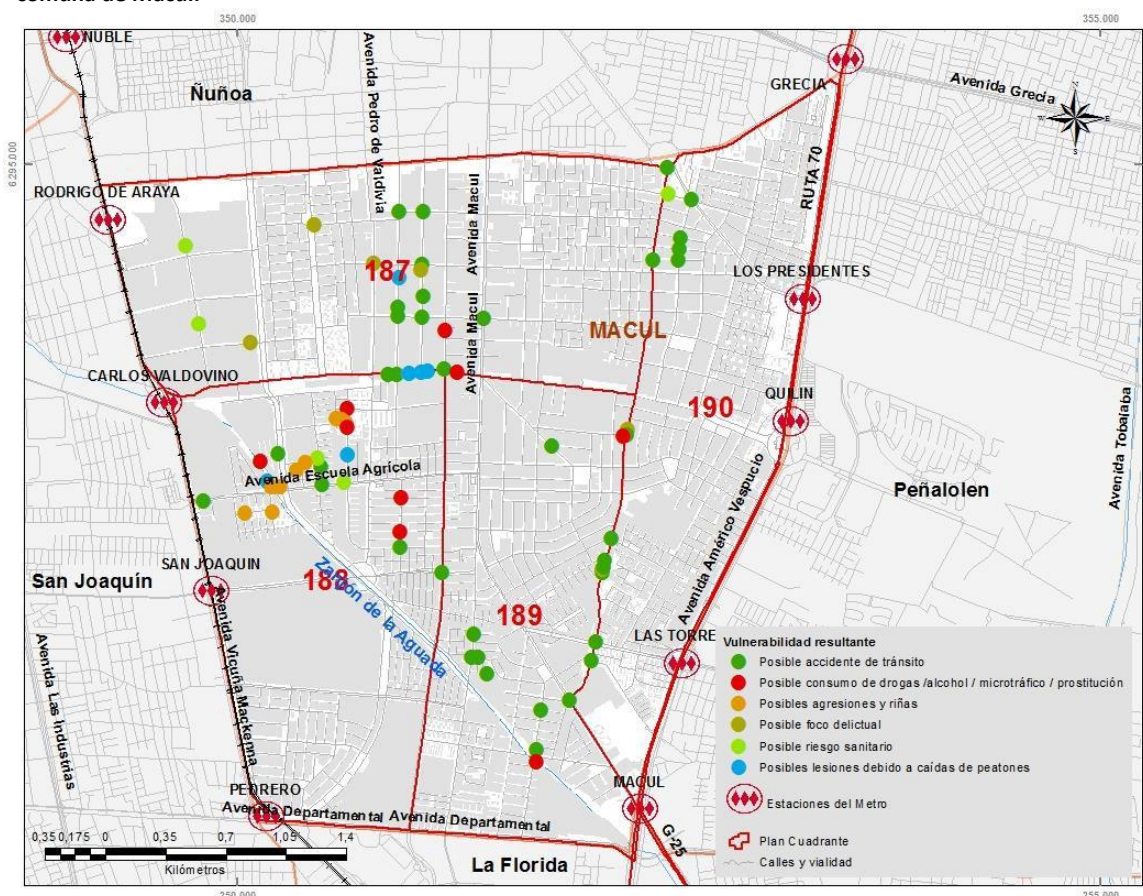 350.000
355.000
ÑUBLE
GRECIA
Avenida Grecia
Ñuñoa
Avenida Pedro de Valdivia
6295.000
RODRIGO DE ARAYA
RUTA 70
Avenida Macul
187
LOS PRESIDENTES
MACUL
Avenida Macul
CARLOS VALDOVINO
190
QUILIN
Avenida Tobalaba
Avenida Escuela Agrícola
Peñalolen
Avenida Américo Vespucio
SAN JOAQUIN
San Joaquín
188
Zanjón de la Aguada
189
LAS TORRE
Avenida Vicuña Mackenna
Avenida Las Industrias
Vulnerabilidad resultante
Posible accidente de tránsito
Posible consumo de drogas /alcohol / microtráfico / prostitución
Posibles agresiones y riñas
Posible foco delictual
Posible riesgo sanitario
Posibles lesiones debido a caídas de peatones
Estaciones del Metro
Plan Cuadrante
Calles y vialidad
PEDRERO
MACUL
Avenida Departamental Avenida Departamental
G-25
0,35 0,175 0 0,35 0,7 1,05 1,4
Kilómetros
La Florida
350.000
355.000